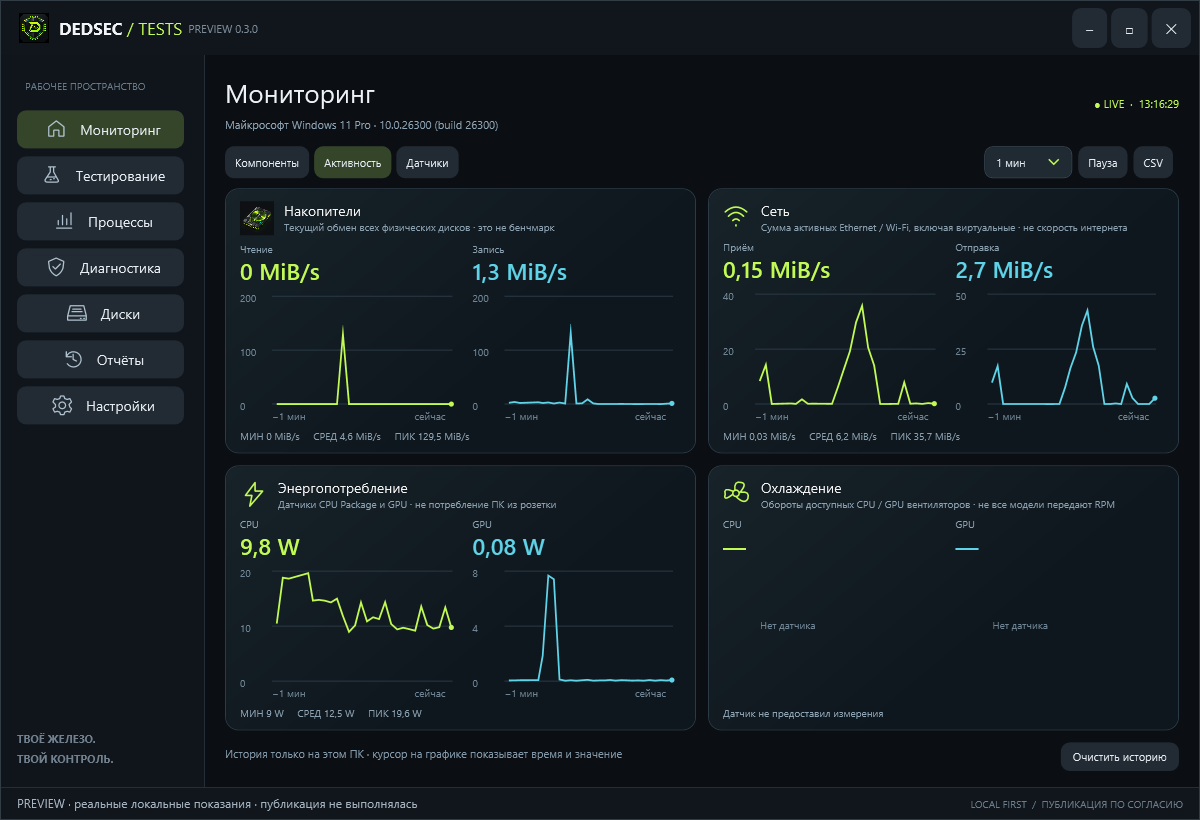 DEDSEC / TESTS PREVIEW 0.3.0
РАБОЧЕЕ ПРОСТРАНСТВО
Мониторинг
Тестирование
Процессы
Диагностика
Диски
Отчёты
Настройки
ТВОЁ ЖЕЛЕЗО.
ТВОЙ КОНТРОЛЬ.
Мониторинг
Майкрософт Windows 11 Pro · 10.0.26300 (build 26300)
● LIVE · 13:16:29
Компоненты Активность Датчики
1 мин Пауза CSV
Накопители
Текущий обмен всех физических дисков · это не бенчмарк
Чтение
0 MiB/s
200
100
0
−1 мин сейчас
Запись
1,3 MiB/s
200
100
0
−1 мин сейчас
МИН 0 MiB/s СРЕД 4,6 MiB/s ПИК 129,5 MiB/s
Сеть
Сумма активных Ethernet / Wi-Fi, включая виртуальные · не скорость интернета
Приём
0,15 MiB/s
40
20
0
−1 мин сейчас
Отправка
2,7 MiB/s
50
25
0
−1 мин сейчас
МИН 0,03 MiB/s СРЕД 6,2 MiB/s ПИК 35,7 MiB/s
Энергопотребление
Датчики CPU Package и GPU · не потребление ПК из розетки
CPU
9,8 W
20
10
0
−1 мин сейчас
GPU
0,08 W
8
4
0
−1 мин сейчас
МИН 9 W СРЕД 12,5 W ПИК 19,6 W
Охлаждение
Обороты доступных CPU / GPU вентиляторов · не все модели передают RPM
CPU
—
Нет датчика
GPU
—
Нет датчика
Датчик не предоставил измерения
История только на этом ПК · курсор на графике показывает время и значение
Очистить историю
PREVIEW · реальные локальные показания · публикация не выполнялась
LOCAL FIRST / ПУБЛИКАЦИЯ ПО СОГЛАСИЮ